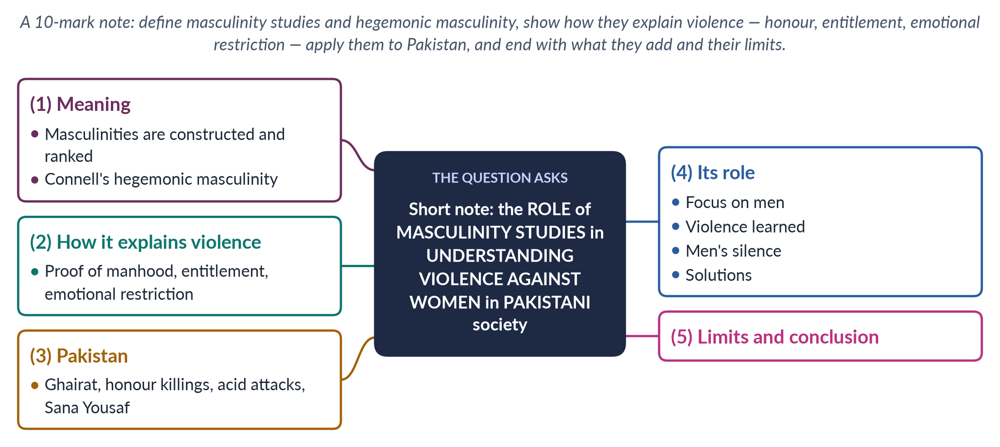 A 10-mark note: define masculinity studies and hegemonic masculinity, show how they explain violence — honour, entitlement, emotional
restriction — apply them to Pakistan, and end with what they add and their limits.
(1) Meaning
• Masculinities are constructed and
ranked
• Connell's hegemonic masculinity
(2) How it explains violence
• Proof of manhood, entitlement,
emotional restriction
(3) Pakistan
• Ghairat, honour killings, acid attacks,
Sana Yousaf
THE QUESTION ASKS
Short note: the ROLE of
MASCULINITY STUDIES in
UNDERSTANDING
VIOLENCE AGAINST
WOMEN in PAKISTANI
society
(4) Its role
• Focus on men
• Violence learned
• Men's silence
• Solutions
(5) Limits and conclusion